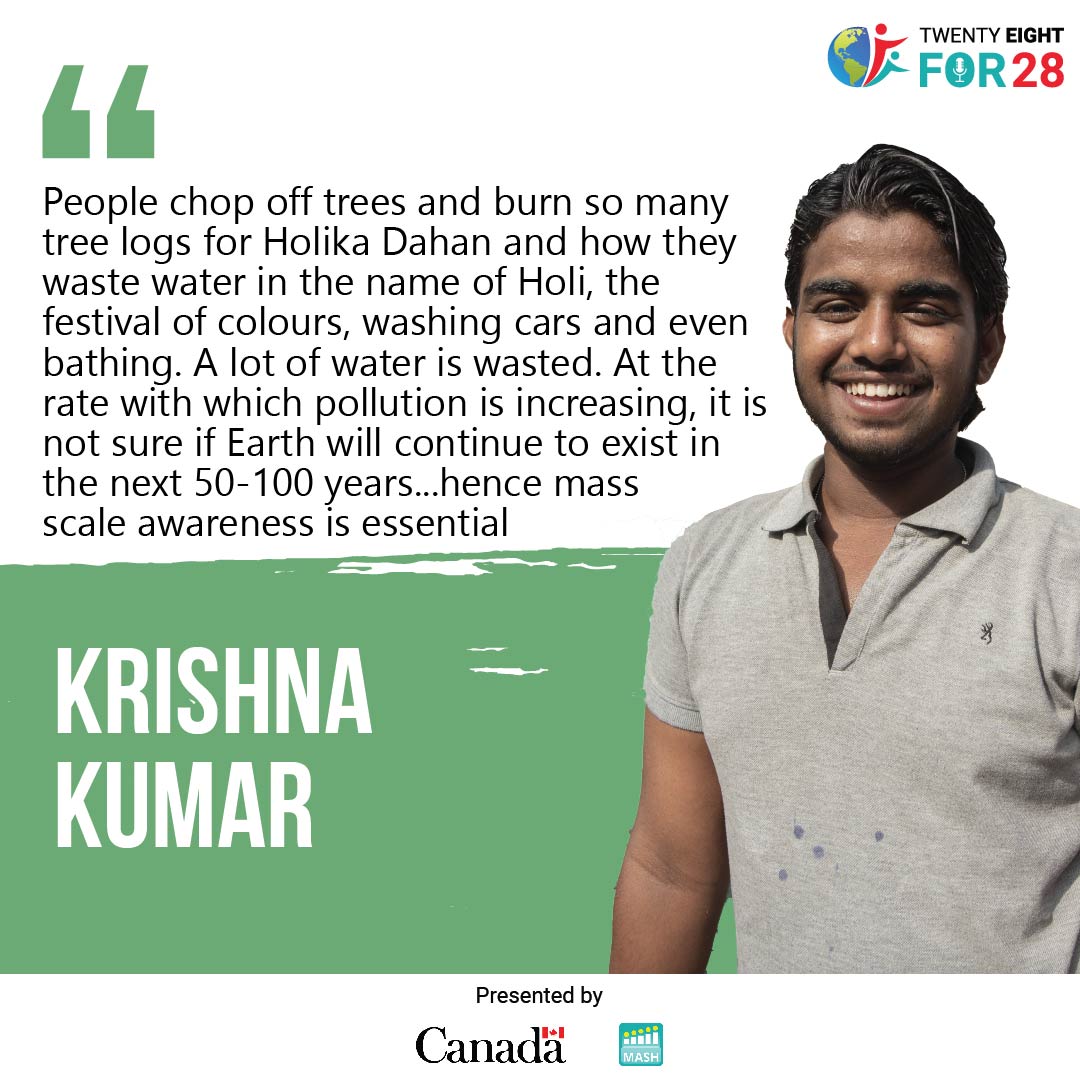 TWENTY EIGHT
FOR 28
People chop off trees and burn so many
tree logs for Holika Dahan and how they
waste water in the name of Holi, the
festival of colours, washing cars and even
bathing. A lot of water is wasted. At the
rate with which pollution is increasing, it is
not sure if Earth will continue to exist in
the next 50-100 years...hence mass
scale awareness is essential
KRISHNA
KUMAR
Presented by
Canada
MASH